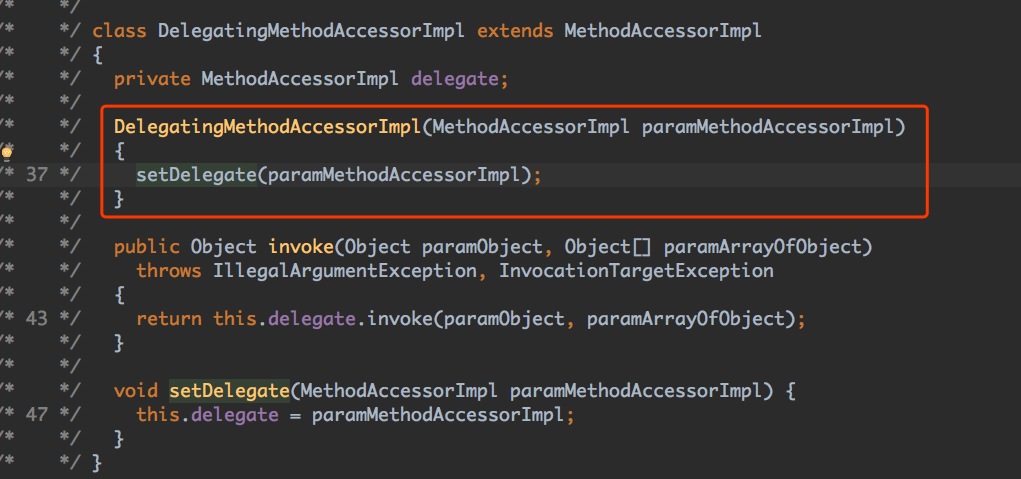 /*       */
/*       */ class DelegatingMethodAccessorImpl extends MethodAccessorImpl
/*       */ {
/*       */   private MethodAccessorImpl delegate;
/*       */
/*       */   DelegatingMethodAccessorImpl(MethodAccessorImpl paramMethodAccessorImpl)
/*       */   {
/* 37 */     setDelegate(paramMethodAccessorImpl);
/*       */   }
/*       */
/*       */   public Object invoke(Object paramObject, Object[] paramArrayOfObject)
/*       */     throws IllegalArgumentException, InvocationTargetException
/*       */   {
/* 43 */     return this.delegate.invoke(paramObject, paramArrayOfObject);
/*       */   }
/*       */
/*       */   void setDelegate(MethodAccessorImpl paramMethodAccessorImpl) {
/* 47 */     this.delegate = paramMethodAccessorImpl;
/*       */   }
/*       */ }